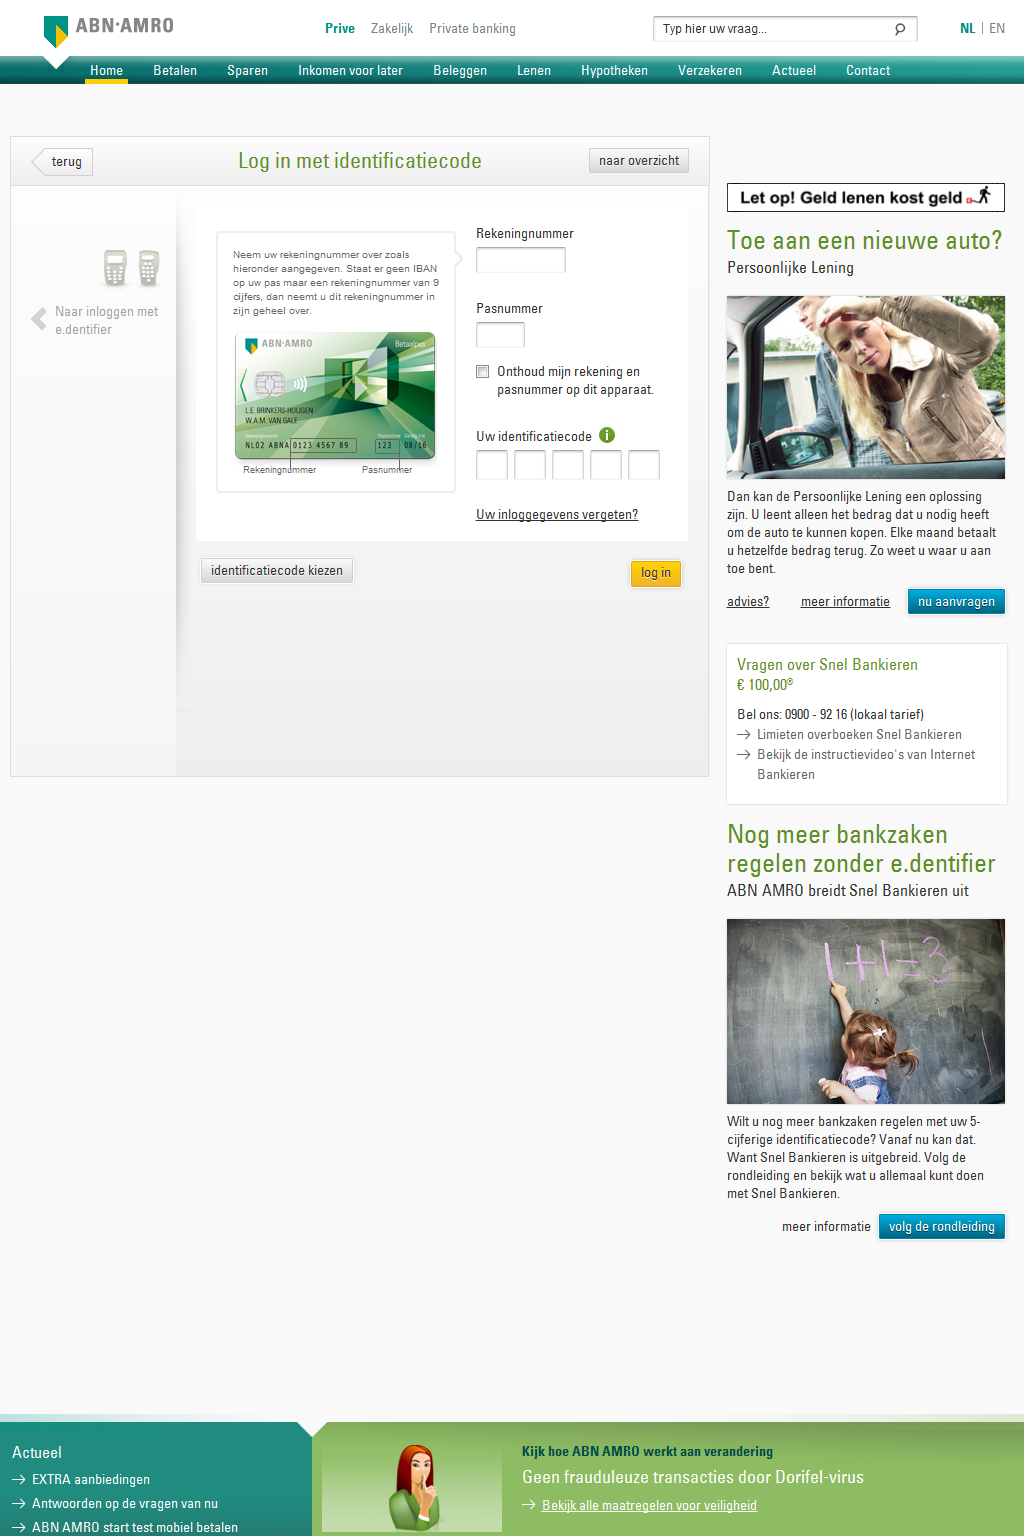 ABN·AMRO
Prive Zakelijk Private banking
Typ hier uw vraag...
NL | EN
Home Betalen Sparen Inkomen voor later Beleggen Lenen Hypotheken Verzekeren Actueel Contact
terug
Log in met identificatiecode
naar overzicht
Naar inloggen met
e.dentifier
Neem uw rekeningnummer over zoals
hieronder aangegeven. Staat er geen IBAN
op uw pas maar een rekeningnummer van 9
cijfers, dan neemt u dit rekeningnummer in
zijn geheel over.
ABN·AMRO
Betaalpas
L.E. BRINKERS-HUIJGEN
W.A.M. VAN GALE
NL02 ABNA 0123 4567 89 123 08/16
Rekeningnummer Pasnummer
Rekeningnummer
Pasnummer
Onthoud mijn rekening en
pasnummer op dit apparaat.
Uw identificatiecode i
Uw inloggegevens vergeten?
identificatiecode kiezen
log in
Let op! Geld lenen kost geld
Toe aan een nieuwe auto?
Persoonlijke Lening
Dan kan de Persoonlijke Lening een oplossing
zijn. U leent alleen het bedrag dat u nodig heeft
om de auto te kunnen kopen. Elke maand betaalt
u hetzelfde bedrag terug. Zo weet u waar u aan
toe bent.
advies? meer informatie nu aanvragen
Vragen over Snel Bankieren
€ 100,00®
Bel ons: 0900 - 92 16 (lokaal tarief)
Limieten overboeken Snel Bankieren
Bekijk de instructievideo's van Internet
Bankieren
Nog meer bankzaken
regelen zonder e.dentifier
ABN AMRO breidt Snel Bankieren uit
1+1=3
Wilt u nog meer bankzaken regelen met uw 5-
cijferige identificatiecode? Vanaf nu kan dat.
Want Snel Bankieren is uitgebreid. Volg de
rondleiding en bekijk wat u allemaal kunt doen
met Snel Bankieren.
meer informatie volg de rondleiding
Actueel
EXTRA aanbiedingen
Antwoorden op de vragen van nu
ABN AMRO start test mobiel betalen
Kijk hoe ABN AMRO werkt aan verandering
Geen frauduleuze transacties door Dorifel-virus
Bekijk alle maatregelen voor veiligheid